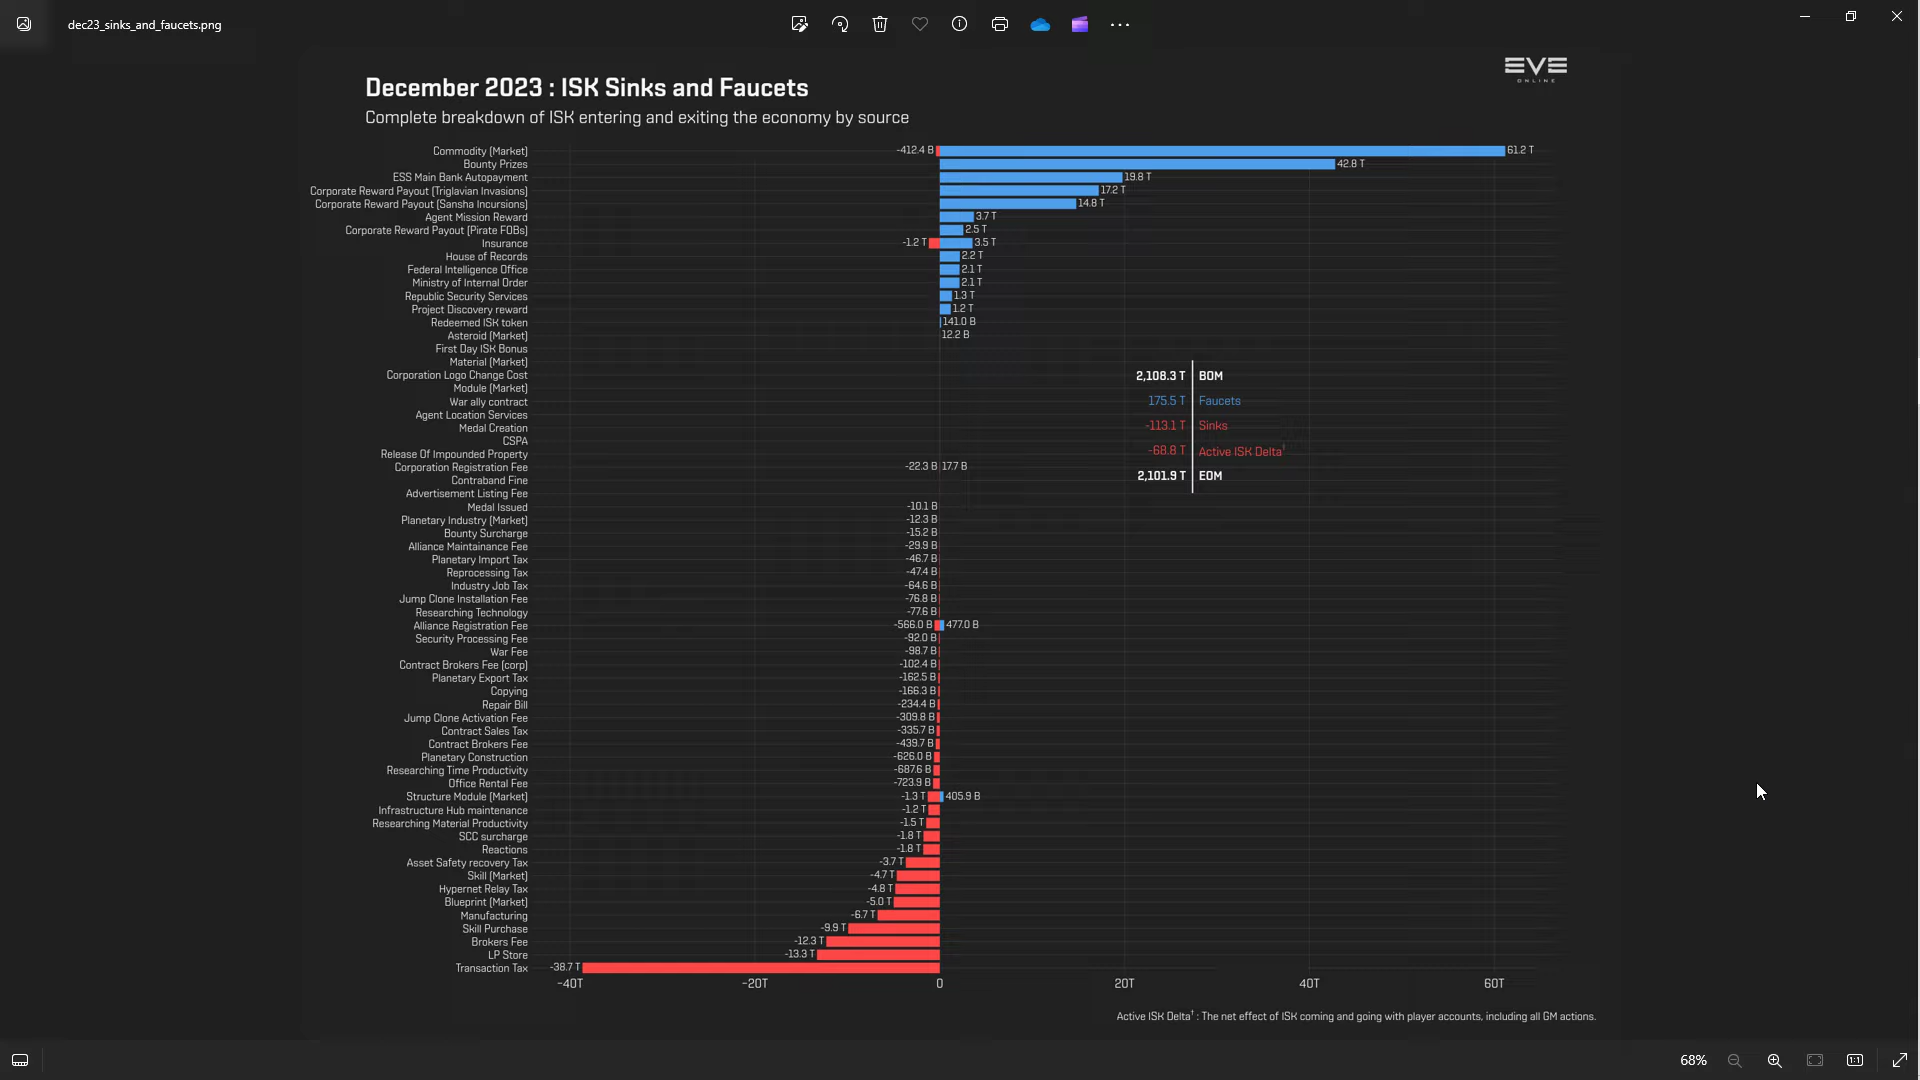 dec23_sinks_and_faucets.png
EVE
ONLINE
December 2023 : ISK Sinks and Faucets
Complete breakdown of ISK entering and exiting the economy by source
Commodity [Market] -412.4 B 61.2 T
Bounty Prizes 42.8 T
ESS Main Bank Autopayment 19.8 T
Corporate Reward Payout [Triglavian Invasions] 17.2 T
Corporate Reward Payout [Sansha Incursions] 14.8 T
Agent Mission Reward 3.7 T
Corporate Reward Payout [Pirate FOBs] 2.5 T
Insurance -1.2 T 3.5 T
House of Records 2.2 T
Federal Intelligence Office 2.1 T
Ministry of Internal Order 2.1 T
Republic Security Services 1.3 T
Project Discovery reward 1.2 T
Redeemed ISK token 141.0 B
Asteroid [Market] 12.2 B
First Day ISK Bonus
Material [Market]
Corporation Logo Change Cost
Module [Market]
War ally contract
Agent Location Services
Medal Creation
CSPA
Release Of Impounded Property
Corporation Registration Fee -22.3 B 17.7 B
Contraband Fine
Advertisement Listing Fee
Medal Issued -10.1 B
Planetary Industry [Market] -12.3 B
Bounty Surcharge -15.2 B
Alliance Maintainance Fee -29.9 B
Planetary Import Tax -46.7 B
Reprocessing Tax -47.4 B
Industry Job Tax -64.6 B
Jump Clone Installation Fee -76.8 B
Researching Technology -77.6 B
Alliance Registration Fee -566.0 B 477.0 B
Security Processing Fee -92.0 B
War Fee -98.7 B
Contract Brokers Fee [corp] -102.4 B
Planetary Export Tax -162.5 B
Copying -166.3 B
Repair Bill -234.4 B
Jump Clone Activation Fee -309.8 B
Contract Sales Tax -335.7 B
Contract Brokers Fee -439.7 B
Planetary Construction -626.0 B
Researching Time Productivity -687.6 B
Office Rental Fee -723.9 B
Structure Module [Market] -1.3 T 405.9 B
Infrastructure Hub maintenance -1.2 T
Researching Material Productivity -1.5 T
SCC surcharge -1.8 T
Reactions -1.8 T
Asset Safety recovery Tax -3.7 T
Skill [Market] -4.7 T
Hypernet Relay Tax -4.8 T
Blueprint [Market] -5.0 T
Manufacturing -6.7 T
Skill Purchase -9.9 T
Brokers Fee -12.3 T
LP Store -13.3 T
Transaction Tax -38.7 T
-40T -20T 0 20T 40T 60T
2,108.3 T BOM
175.5 T Faucets
-113.1 T Sinks
-68.8 T Active ISK Delta†
2,101.9 T EOM
Active ISK Delta† : The net effect of ISK coming and going with player accounts, including all GM actions.
68%
1:1